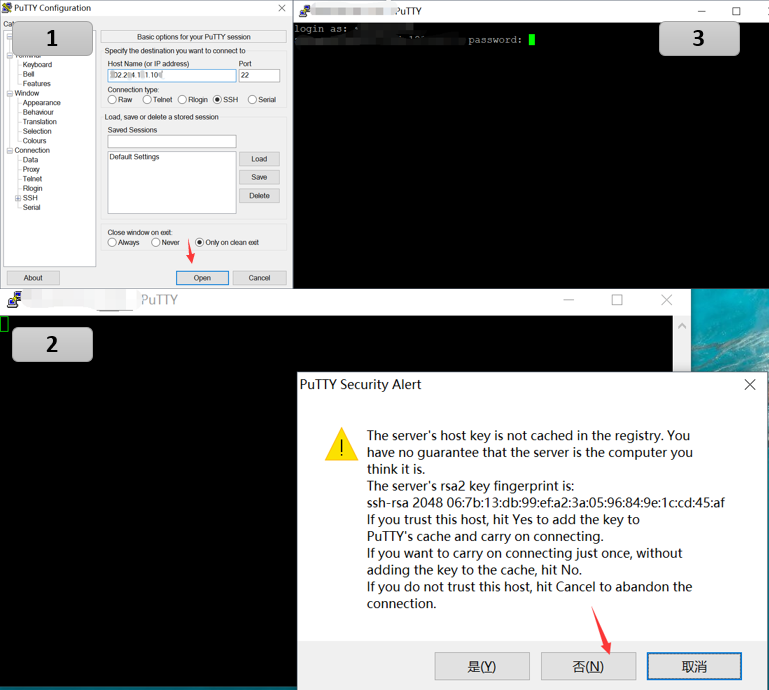 PuTTY Configuration
1
Keyboard
Bell
Features
Window
Appearance
Behaviour
Translation
Selection
Colours
Connection
Data
Proxy
Telnet
Rlogin
SSH
Serial
Basic options for your PuTTY session
Specify the destination you want to connect to
Host Name (or IP address)
Port
22
Connection type:
Raw
Telnet
Rlogin
SSH
Serial
Load, save or delete a stored session
Saved Sessions
Default Settings
Load
Save
Delete
Close window on exit:
Always
Never
Only on clean exit
About
Open
Cancel
PuTTY
login as:
password:
3
PuTTY
2
PuTTY Security Alert
The server's host key is not cached in the registry. You
have no guarantee that the server is the computer you
think it is.
The server's rsa2 key fingerprint is:
ssh-rsa 2048 06:7b:13:db:99:ef:a2:3a:05:96:84:9e:1c:cd:45:af
If you trust this host, hit Yes to add the key to
PuTTY's cache and carry on connecting.
If you want to carry on connecting just once, without
adding the key to the cache, hit No.
If you do not trust this host, hit Cancel to abandon the
connection.
是(Y)
否(N)
取消